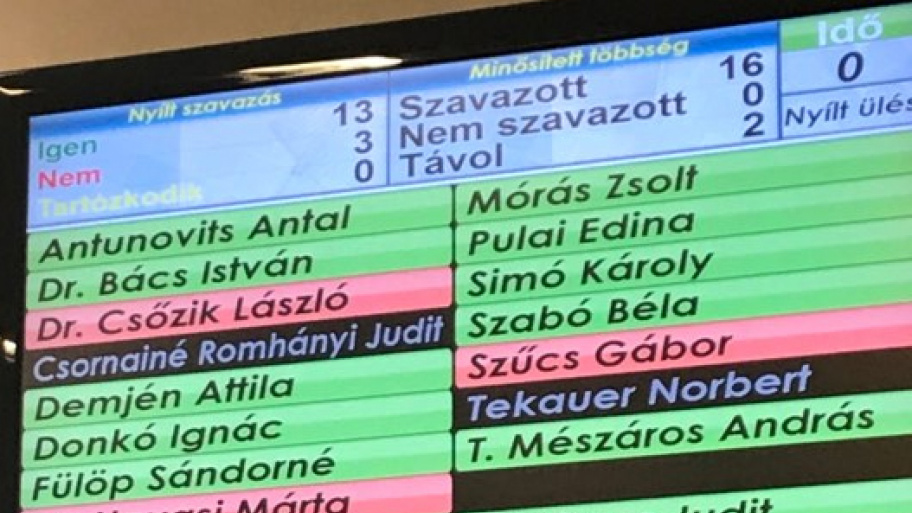 Nyílt szavazás
Igen 13
Nem 3
Tartózkodik 0
Minősített többség
Szavazott 16
Nem szavazott 0
Távol 2
Idő
0
Nyílt ülés
Antunovits Antal
Dr. Bács István
Dr. Csőzik László
Csornainé Romhányi Judit
Demjén Attila
Donkó Ignác
Fülöp Sándorné
Márta
Mórás Zsolt
Pulai Edina
Simó Károly
Szabó Béla
Szűcs Gábor
Tekauer Norbert
T. Mészáros András
Judit